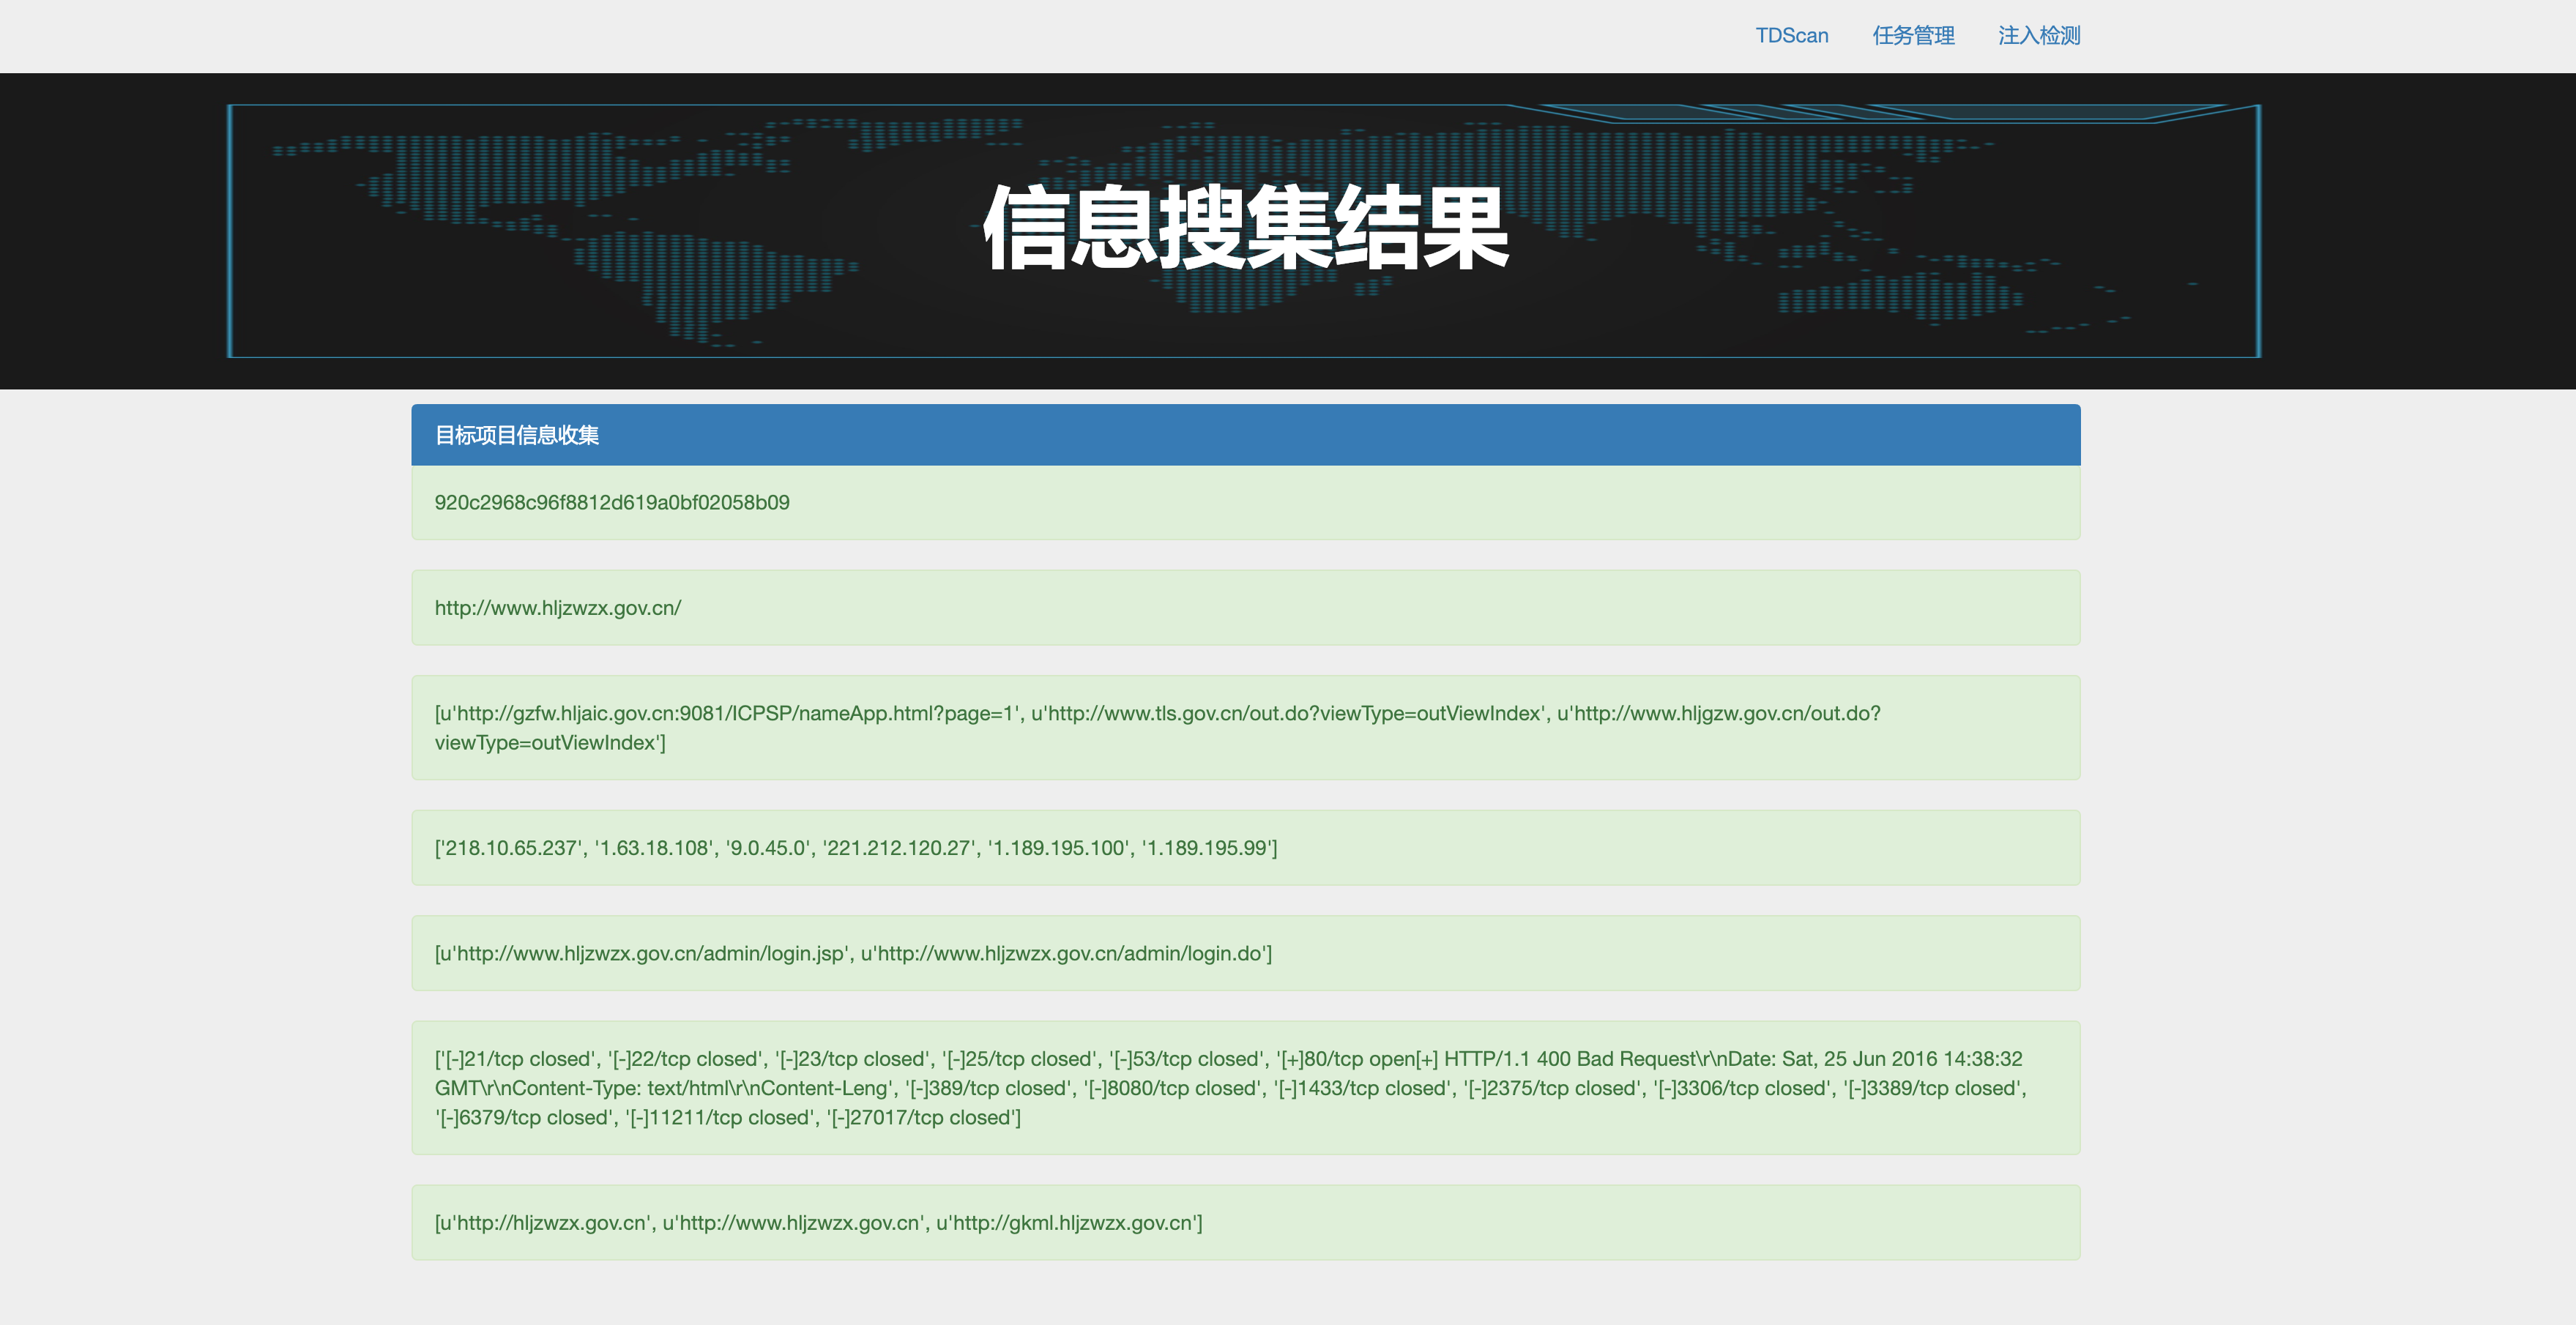 TDScan 任务管理 注入检测
信息搜集结果
目标项目信息收集
920c2968c96f8812d619a0bf02058b09
http://www.hljzwzx.gov.cn/
[u'http://gzfw.hljaic.gov.cn:9081/ICPSP/nameApp.html?page=1', u'http://www.tls.gov.cn/out.do?viewType=outViewIndex', u'http://www.hljgzw.gov.cn/out.do?
viewType=outViewIndex']
['218.10.65.237', '1.63.18.108', '9.0.45.0', '221.212.120.27', '1.189.195.100', '1.189.195.99']
[u'http://www.hljzwzx.gov.cn/admin/login.jsp', u'http://www.hljzwzx.gov.cn/admin/login.do']
['[-]21/tcp closed', '[-]22/tcp closed', '[-]23/tcp closed', '[-]25/tcp closed', '[-]53/tcp closed', '[+]80/tcp open[+] HTTP/1.1 400 Bad Request\r\nDate: Sat, 25 Jun 2016 14:38:32
GMT\r\nContent-Type: text/html\r\nContent-Leng', '[-]389/tcp closed', '[-]8080/tcp closed', '[-]1433/tcp closed', '[-]2375/tcp closed', '[-]3306/tcp closed', '[-]3389/tcp closed',
'[-]6379/tcp closed', '[-]11211/tcp closed', '[-]27017/tcp closed']
[u'http://hljzwzx.gov.cn', u'http://www.hljzwzx.gov.cn', u'http://gkml.hljzwzx.gov.cn']